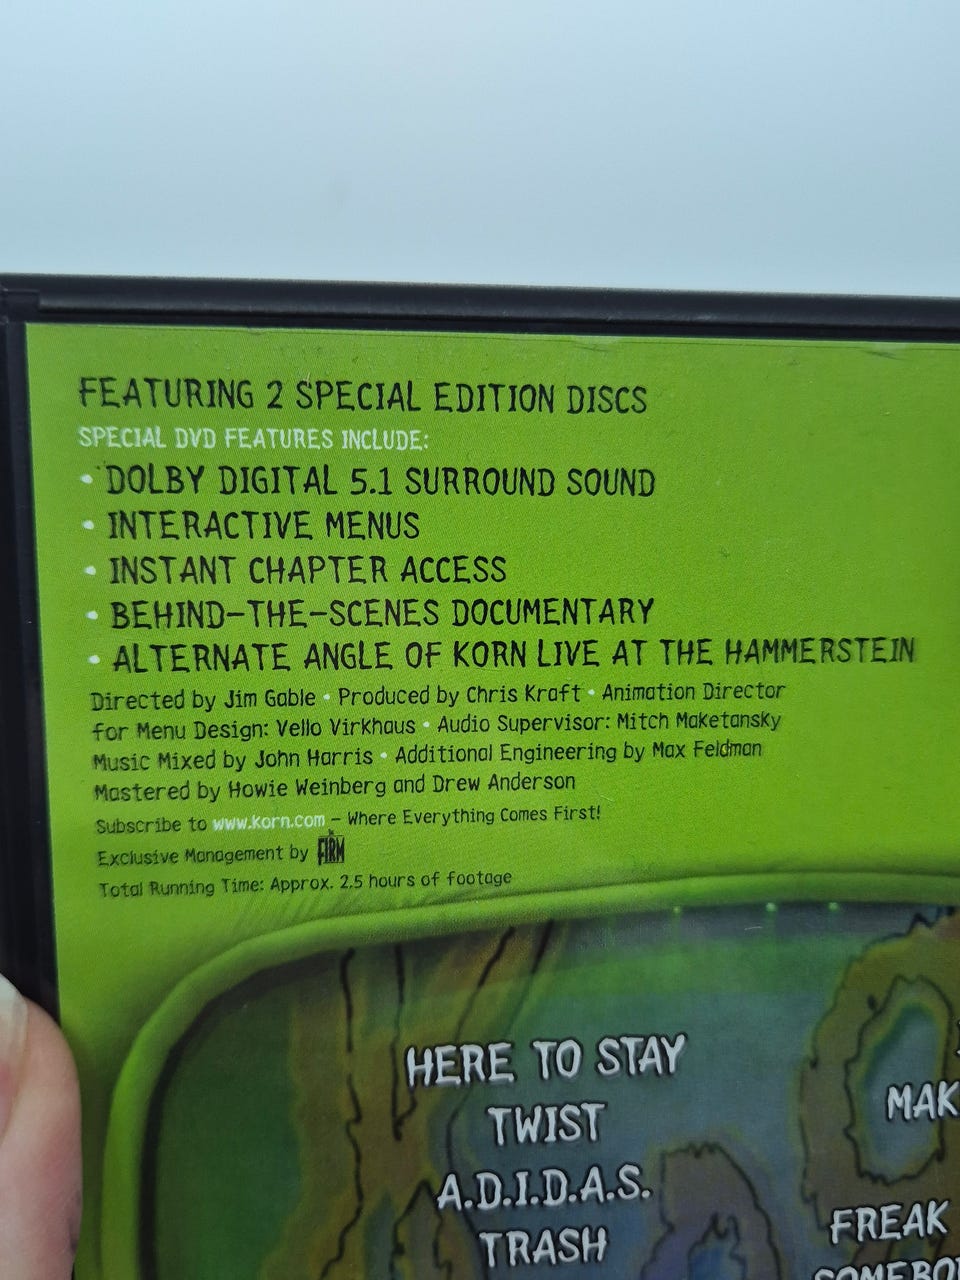 FEATURING 2 SPECIAL EDITION DISCS
SPECIAL DVD FEATURES INCLUDE:
• DOLBY DIGITAL 5.1 SURROUND SOUND
• INTERACTIVE MENUS
• INSTANT CHAPTER ACCESS
• BEHIND-THE-SCENES DOCUMENTARY
• ALTERNATE ANGLE OF KORN LIVE AT THE HAMMERSTEIN
Directed by Jim Gable • Produced by Chris Kraft • Animation Director
for Menu Design: Vello Virkhaus • Audio Supervisor: Mitch Maketansky
Music Mixed by John Harris • Additional Engineering by Max Feldman
Mastered by Howie Weinberg and Drew Anderson
Subscribe to www.korn.com – Where Everything Comes First!
Exclusive Management by FIRM
Total Running Time: Approx. 2.5 hours of footage
HERE TO STAY
TWIST
A.D.I.D.A.S.
TRASH
MAK
FREAK
SOMEBO